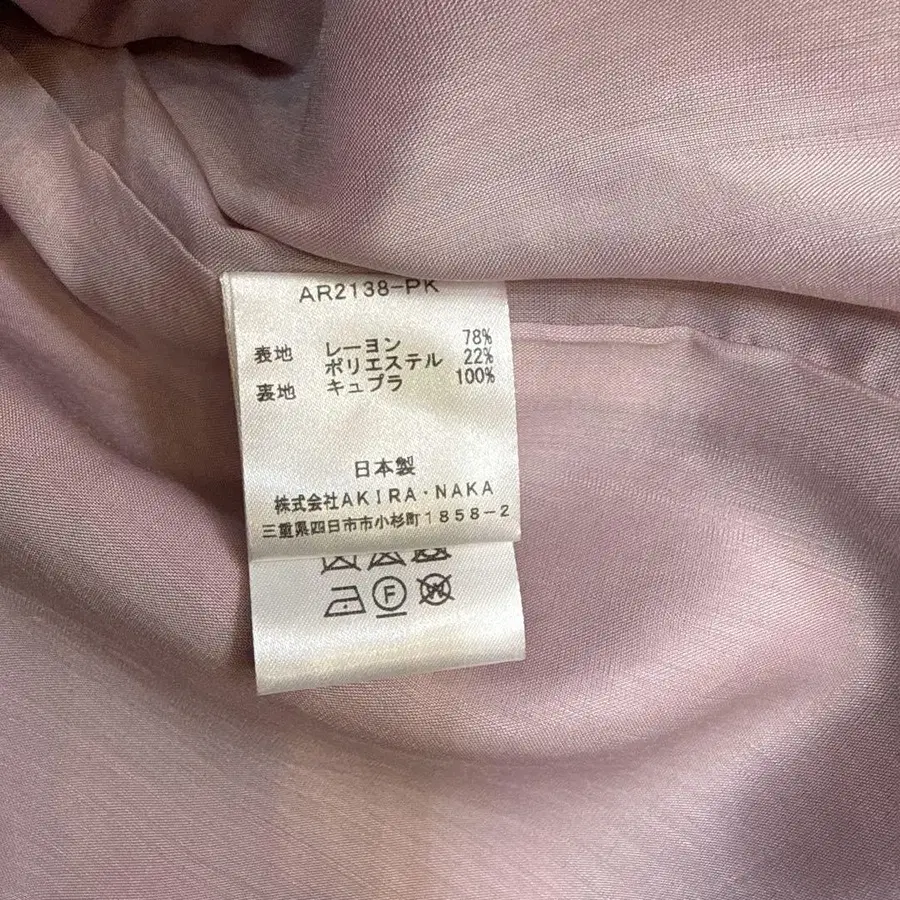 AR2138-PK
表地 レーヨン 78%
ポリエステル 22%
裏地 キュプラ 100%
日本製
株式会社AKIRA・NAKA
三重県四日市市小杉町1858-2
F
W